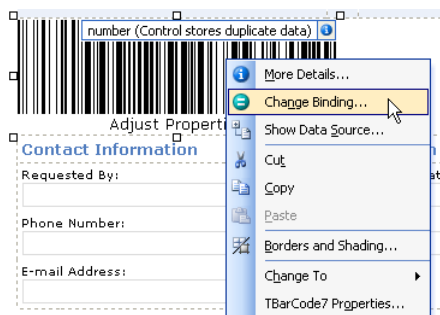 number (Control stores duplicate data)
More Details...
Change Binding...
Adjust Properti
Show Data Source...
Contact Information
n
Cut
Requested By:
at
Copy
Paste
Phone Number:
Borders and Shading...
E-mail Address:
Change To
TBarCode7 Properties...